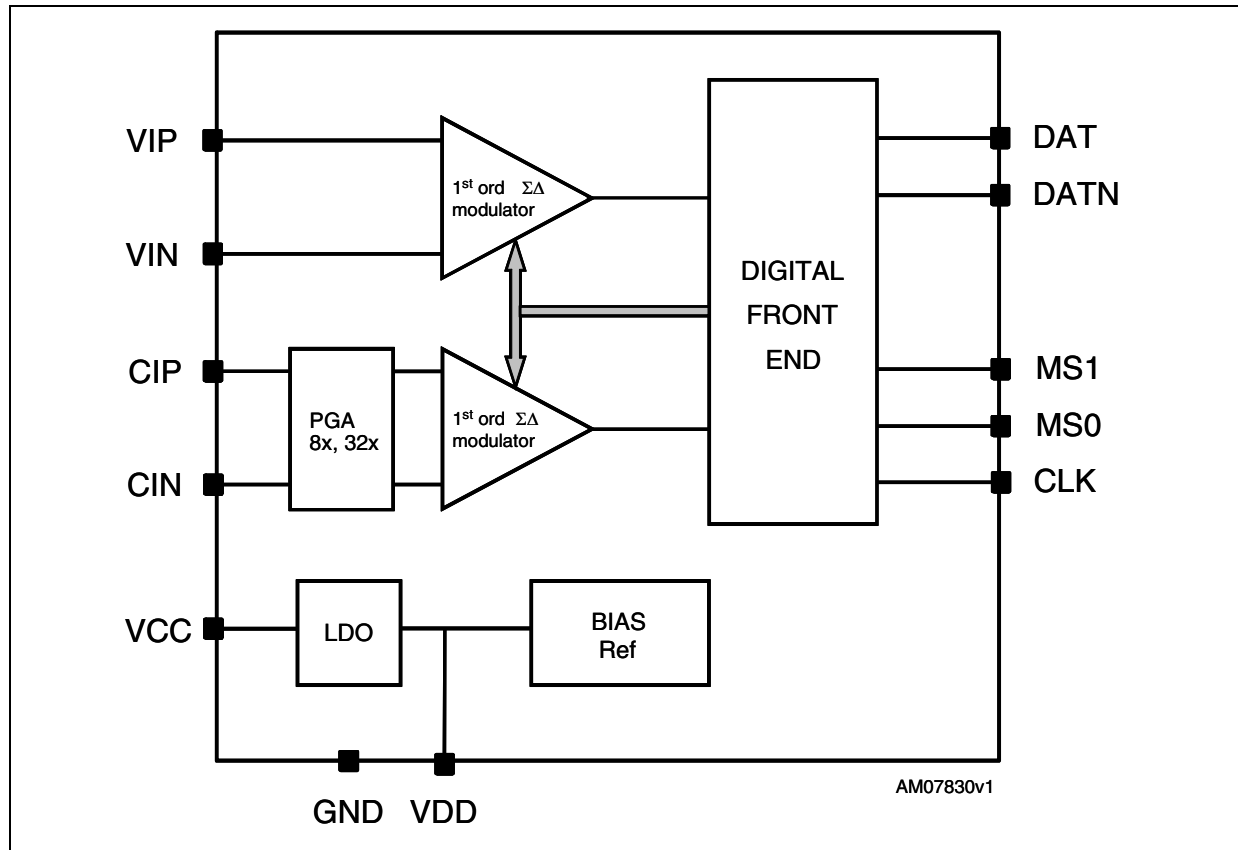 VIP
VIN
CIP
CIN
VCC
1st ord ΣΔ
modulator
PGA
8x, 32x
1st ord ΣΔ
modulator
LDO
BIAS
Ref
DIGITAL
FRONT
END
DAT
DATN
MS1
MS0
CLK
GND VDD
AM07830v1